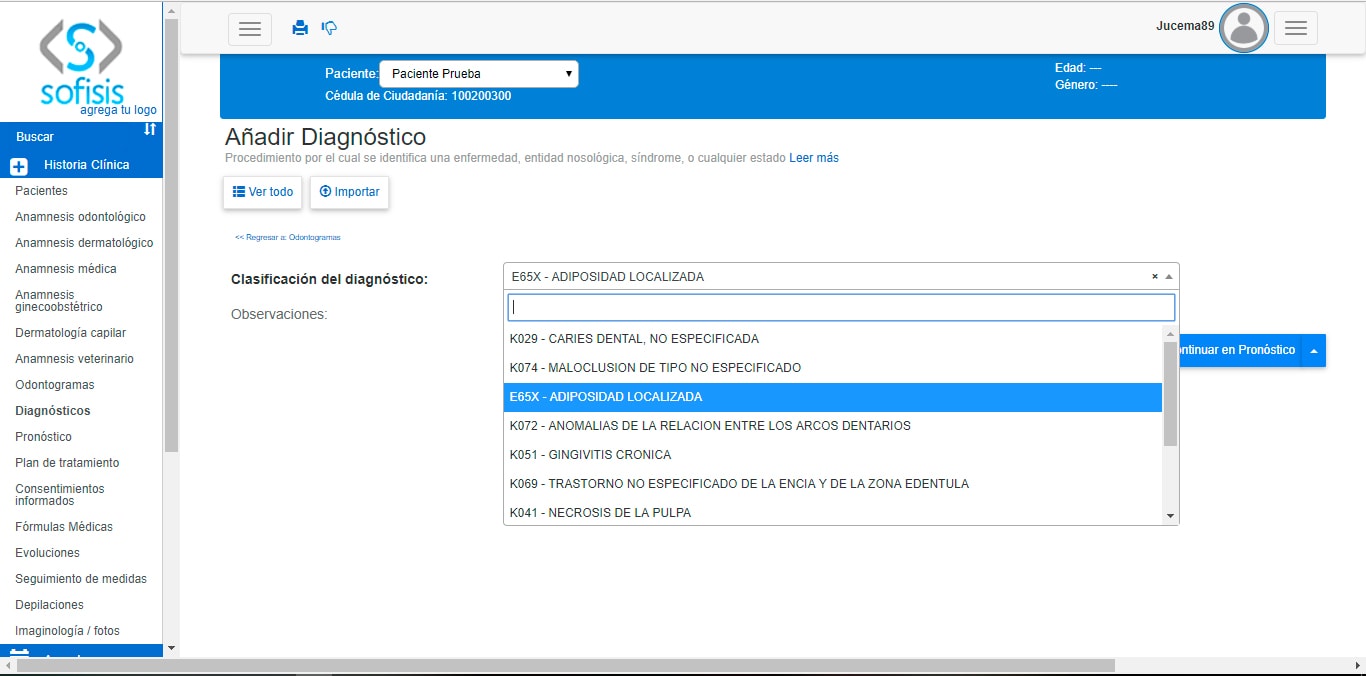 sofisis
agrega tu logo
Buscar
Historia Clínica
Pacientes
Anamnesis odontológico
Anamnesis dermatológico
Anamnesis médica
Anamnesis
ginecoobstétrico
Dermatología capilar
Anamnesis veterinario
Odontogramas
Diagnósticos
Pronóstico
Plan de tratamiento
Consentimientos
informados
Fórmulas Médicas
Evoluciones
Seguimiento de medidas
Depilaciones
Imaginología / fotos
Jucema89
Paciente: Paciente Prueba
Cédula de Ciudadanía: 100200300
Edad: ---
Género: ----
Añadir Diagnóstico
Procedimiento por el cual se identifica una enfermedad, entidad nosológica, síndrome, o cualquier estado Leer más
Ver todo
Importar
<< Regresar a: Odontogramas
Clasificación del diagnóstico:
E65X - ADIPOSIDAD LOCALIZADA ×
Observaciones:
K029 - CARIES DENTAL, NO ESPECIFICADA
K074 - MALOCLUSION DE TIPO NO ESPECIFICADO
E65X - ADIPOSIDAD LOCALIZADA
K072 - ANOMALIAS DE LA RELACION ENTRE LOS ARCOS DENTARIOS
K051 - GINGIVITIS CRONICA
K069 - TRASTORNO NO ESPECIFICADO DE LA ENCIA Y DE LA ZONA EDENTULA
K041 - NECROSIS DE LA PULPA
ontinuar en Pronóstico